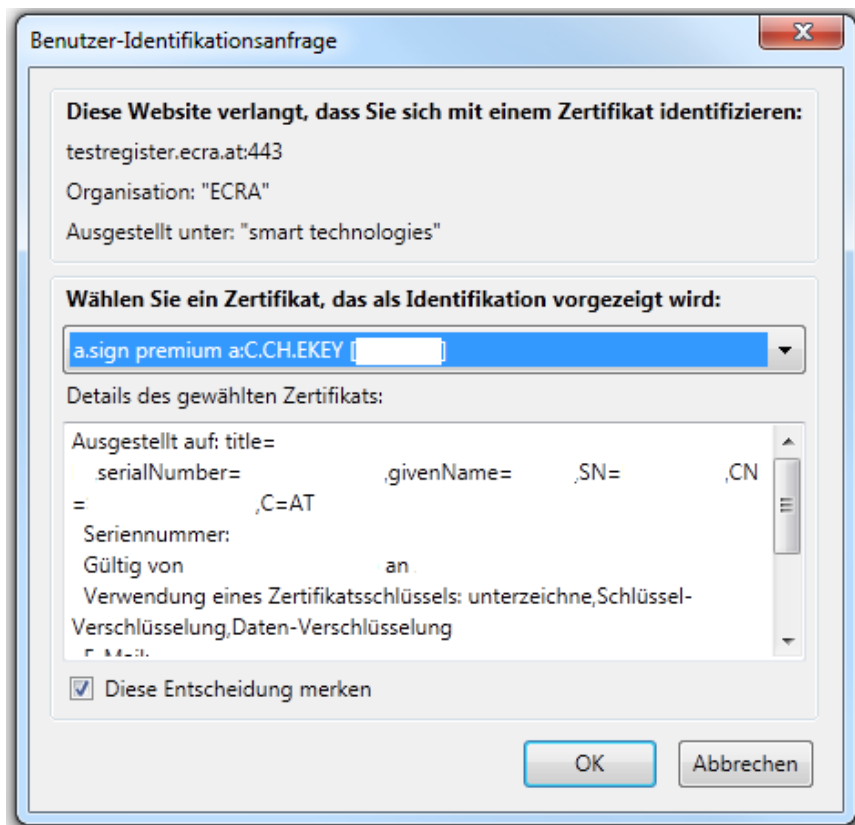 Benutzer-Identifikationsanfrage
Diese Website verlangt, dass Sie sich mit einem Zertifikat identifizieren:
testregister.ecra.at:443
Organisation: "ECRA"
Ausgestellt unter: "smart technologies"
Wählen Sie ein Zertifikat, das als Identifikation vorgezeigt wird:
a.sign premium a:C.CH.EKEY [ ]
Details des gewählten Zertifikats:
Ausgestellt auf: title=
serialNumber= ,givenName= ,SN= ,CN
= ,C=AT
Seriennummer:
Gültig von an
Verwendung eines Zertifikatsschlüssels: unterzeichne,Schlüssel-
Verschlüsselung,Daten-Verschlüsselung
E-Mail:
Diese Entscheidung merken
OK
Abbrechen